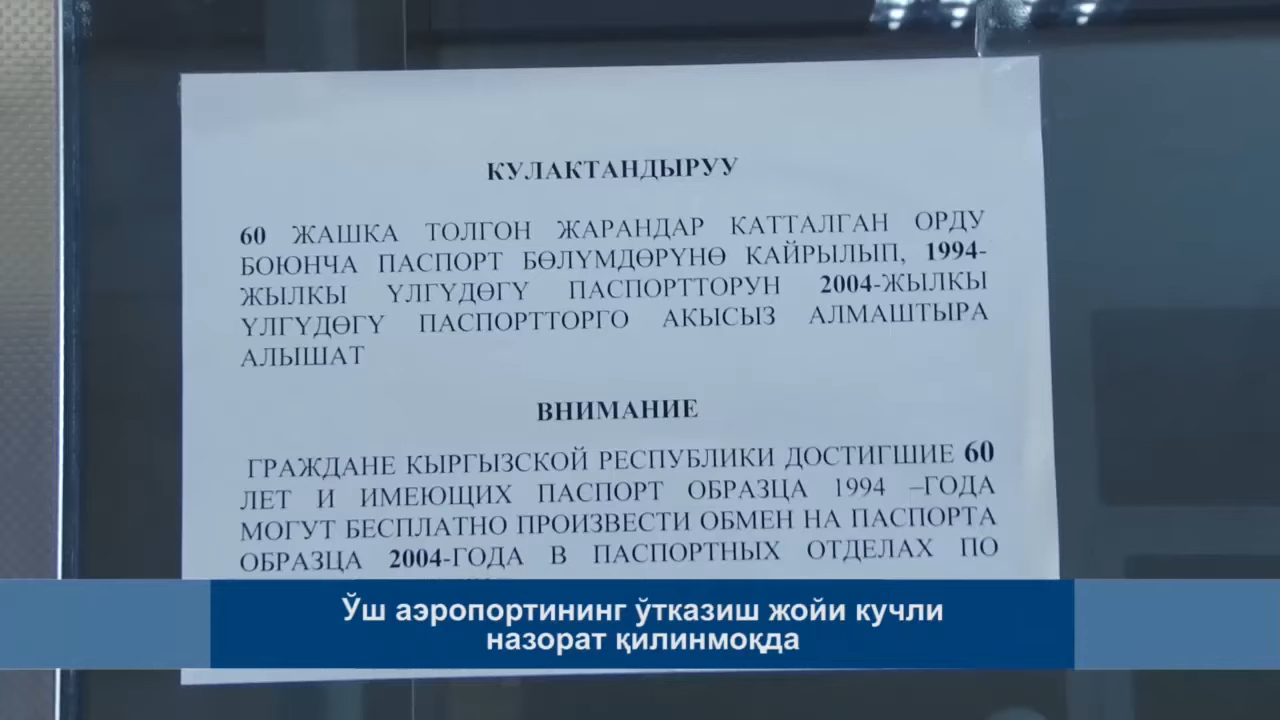 КУЛАКТАНДЫРУУ
60 ЖАШКА ТОЛГОН ЖАРАНДАР КАТТАЛГАН ОРДУ
БОЮНЧА ПАСПОРТ БӨЛҮМДӨРҮНӨ КАЙРЫЛЫП, 1994-
ЖЫЛКЫ ҮЛГҮДӨГҮ ПАСПОРТТОРУН 2004-ЖЫЛКЫ
ҮЛГҮДӨГҮ ПАСПОРТТОРГО АКЫСЫЗ АЛМАШТЫРА
АЛЫШАТ
ВНИМАНИЕ
ГРАЖДАНЕ КЫРГЫЗСКОЙ РЕСПУБЛИКИ ДОСТИГШИЕ 60
ЛЕТ И ИМЕЮЩИХ ПАСПОРТ ОБРАЗЦА 1994 –ГОДА
МОГУТ БЕСПЛАТНО ПРОИЗВЕСТИ ОБМЕН НА ПАСПОРТА
ОБРАЗЦА 2004-ГОДА В ПАСПОРТНЫХ ОТДЕЛАХ ПО
Ўш аэропортининг ўтказиш жойи кучли
назорат қилинмоқда